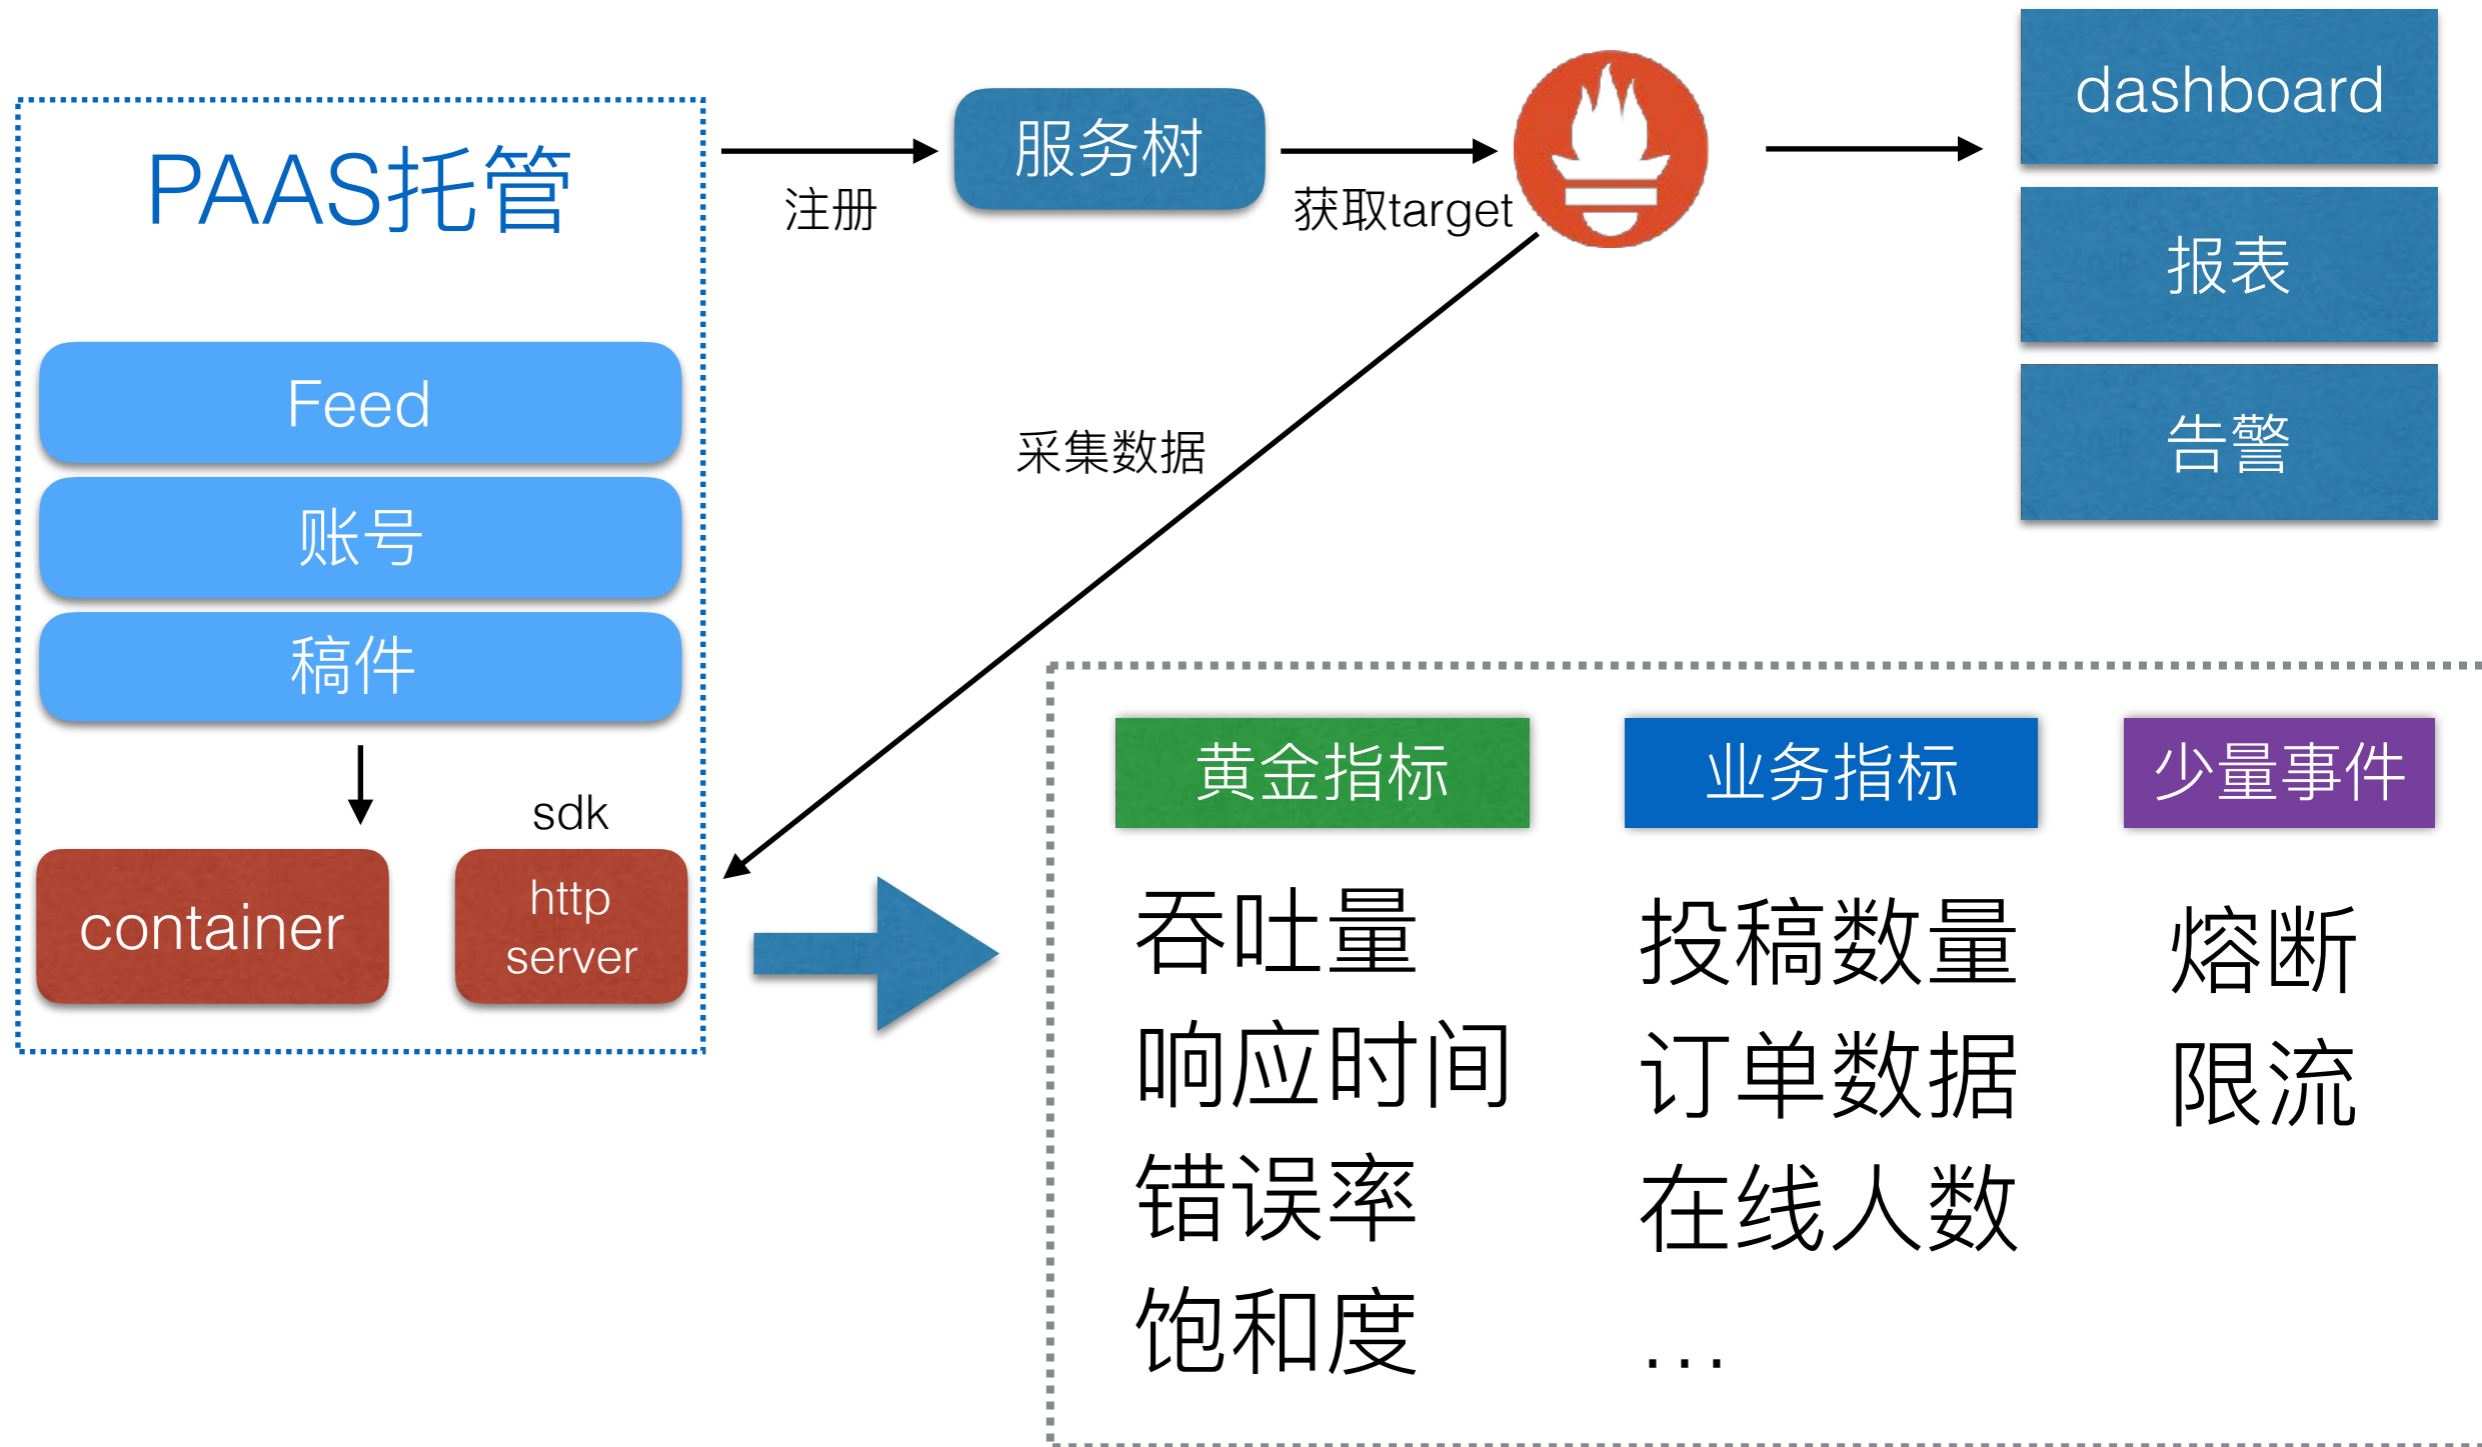 PAAS托管
Feed
账号
稿件
container
sdk
http
server
注册
服务树
获取target
采集数据
dashboard
报表
告警
黄金指标
吞吐量
响应时间
错误率
饱和度
业务指标
投稿数量
订单数据
在线人数
...
少量事件
熔断
限流